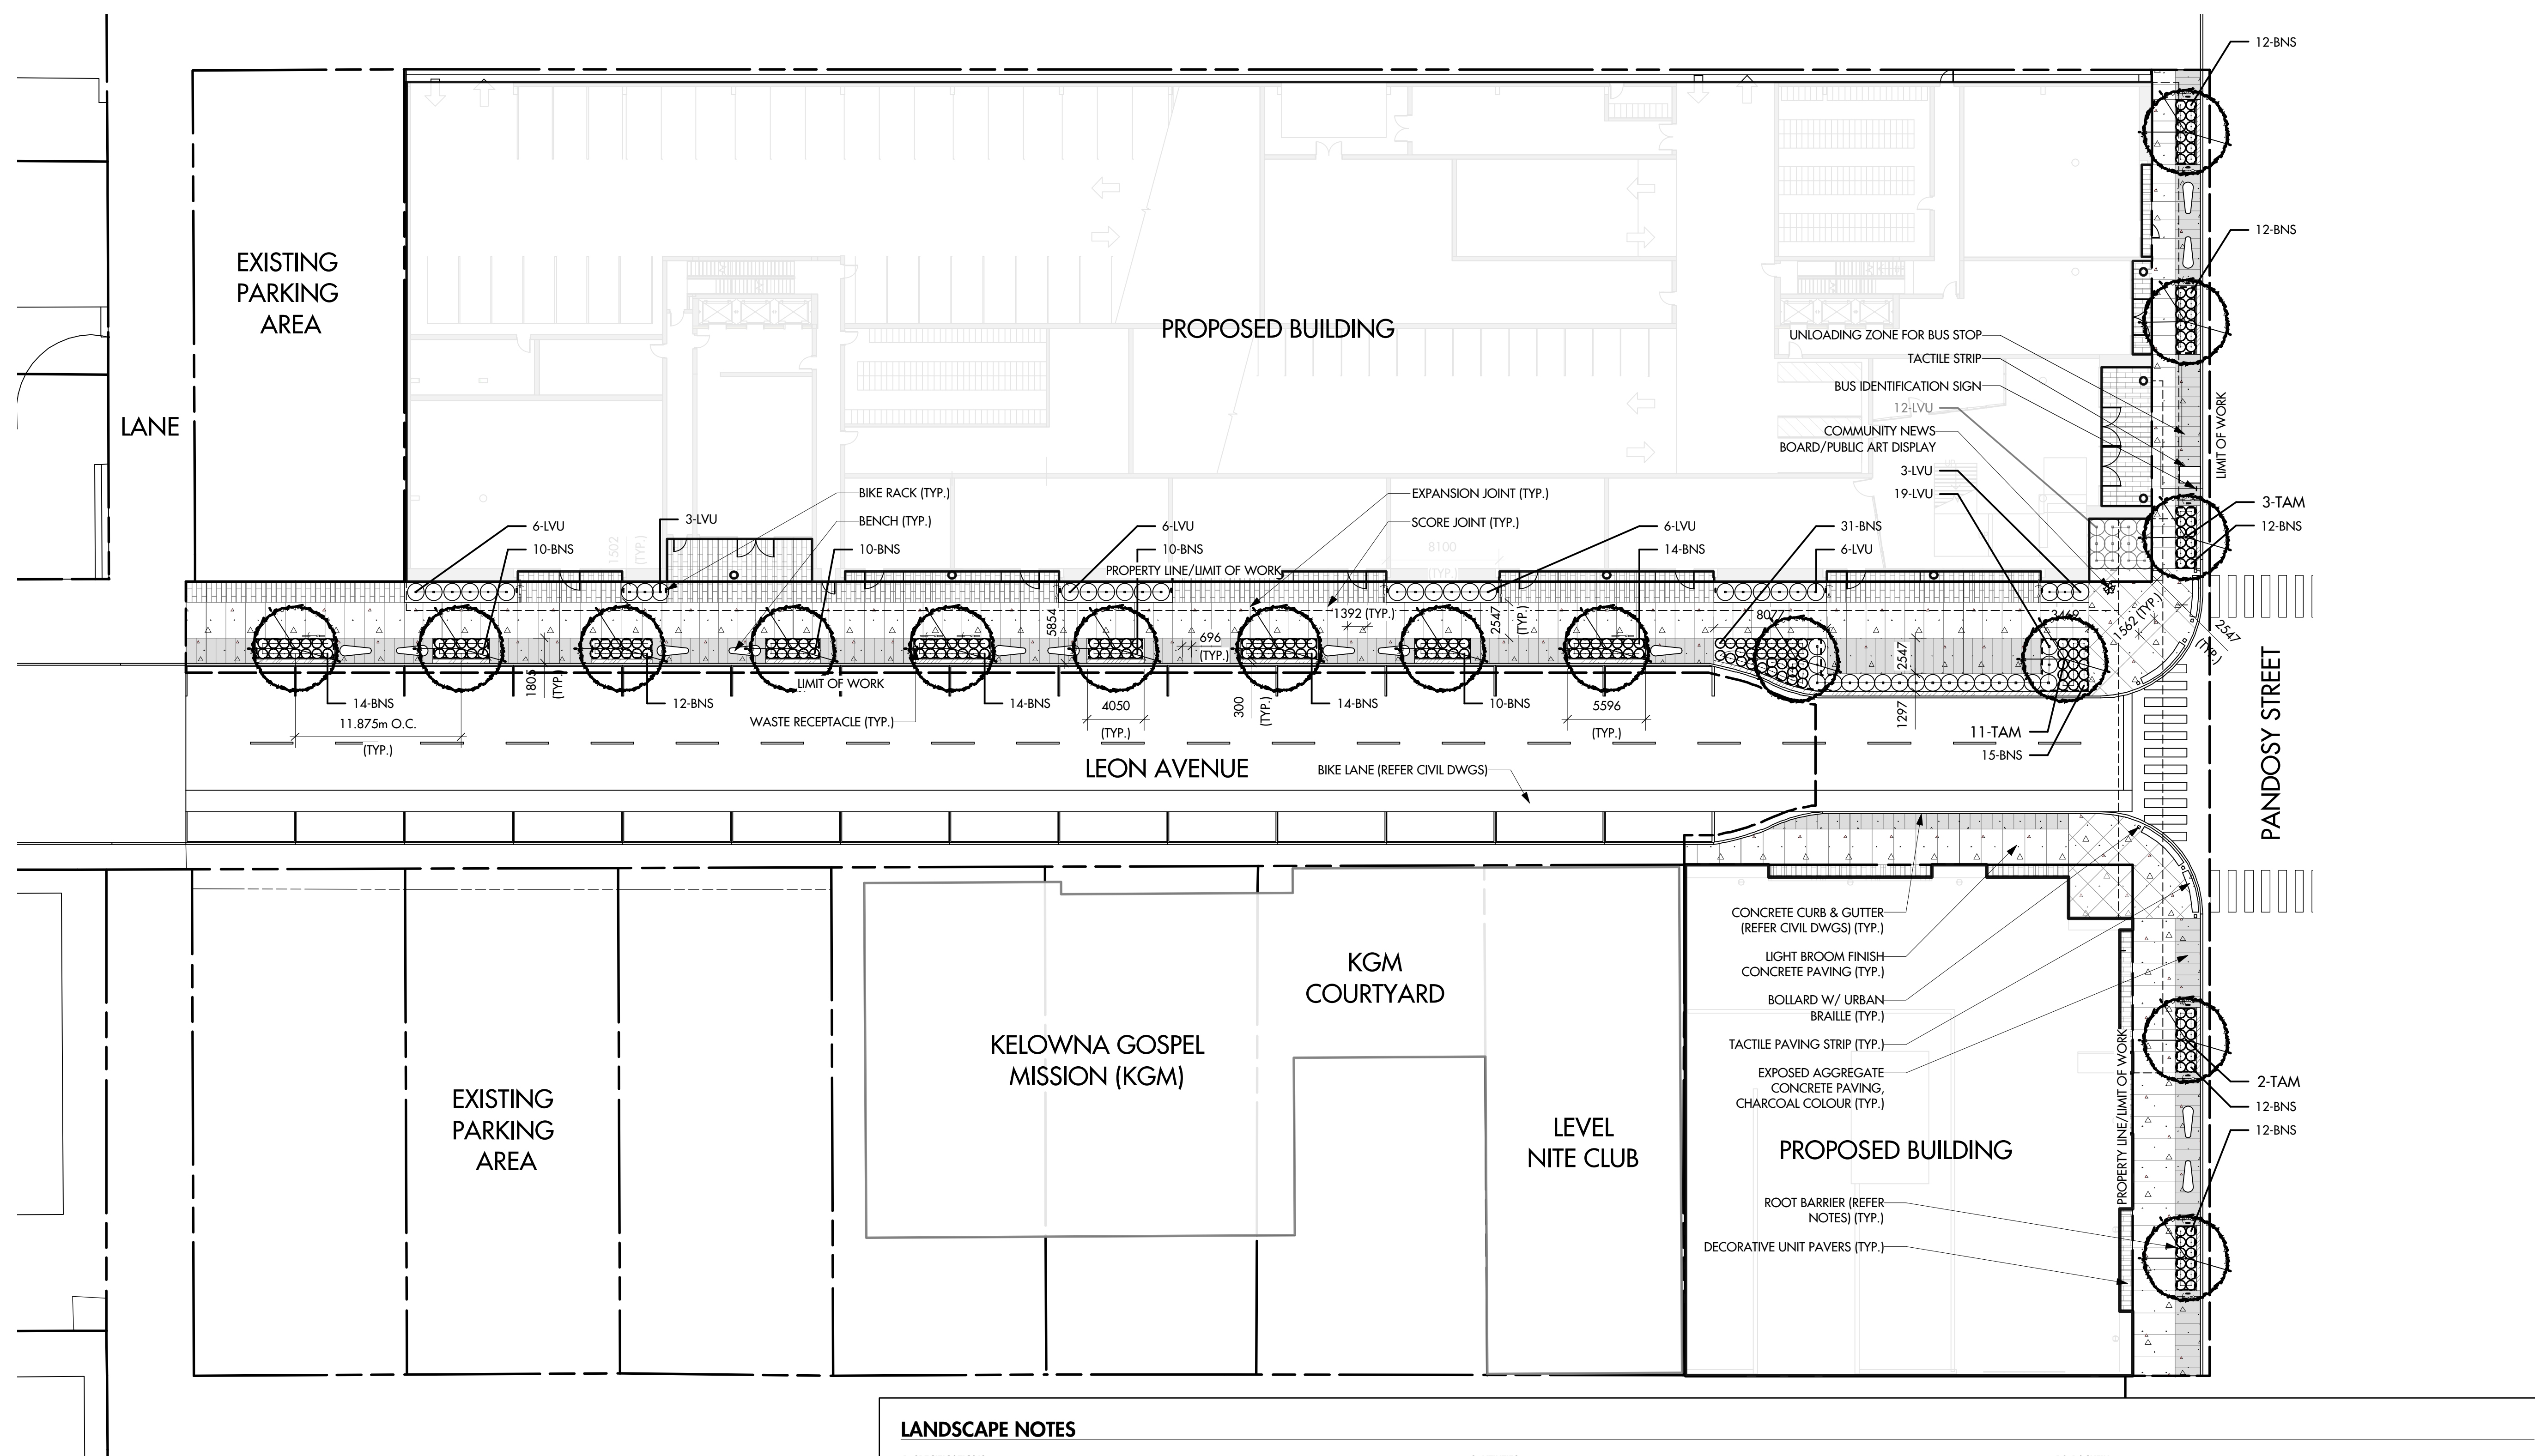 12-BNS
EXISTING
PARKING
AREA
LANE
PROPOSED BUILDING
12-BNS
UNLOADING ZONE FOR BUS STOP
TACTILE STRIP
BUS IDENTIFICATION SIGN
12-LVU
COMMUNITY NEWS
BOARD/PUBLIC ART DISPLAY
3-LVU
19-LVU
LIMIT OF WORK
3-TAM
12-BNS
6-LVU
10-BNS
3-LVU
1502
(TYP.)
BIKE RACK (TYP.)
BENCH (TYP.)
10-BNS
6-LVU
10-BNS
PROPERTY LINE/LIMIT OF WORK
EXPANSION JOINT (TYP.)
SCORE JOINT (TYP.)
8100
(TYP.)
6-LVU
14-BNS
31-BNS
6-LVU
5854
696
(TYP.)
1392 (TYP.)
2547
(TYP.)
8077
3469
1562 (TYP.)
2547
(TYP.)
2547
1297
14-BNS
11.875m O.C.
(TYP.)
1805
(TYP.)
12-BNS
LIMIT OF WORK
WASTE RECEPTACLE (TYP.)
14-BNS
4050
(TYP.)
300
(TYP.)
14-BNS
10-BNS
5596
(TYP.)
11-TAM
15-BNS
LEON AVENUE
BIKE LANE (REFER CIVIL DWGS)
PANDOSY STREET
EXISTING
PARKING
AREA
KELOWNA GOSPEL
MISSION (KGM)
KGM
COURTYARD
LEVEL
NITE CLUB
CONCRETE CURB & GUTTER
(REFER CIVIL DWGS) (TYP.)
LIGHT BROOM FINISH
CONCRETE PAVING (TYP.)
BOLLARD W/ URBAN
BRAILLE (TYP.)
TACTILE PAVING STRIP (TYP.)
EXPOSED AGGREGATE
CONCRETE PAVING,
CHARCOAL COLOUR (TYP.)
PROPOSED BUILDING
ROOT BARRIER (REFER
NOTES) (TYP.)
DECORATIVE UNIT PAVERS (TYP.)
PROPERTY LINE/LIMIT OF WORK
2-TAM
12-BNS
12-BNS
LANDSCAPE NOTES